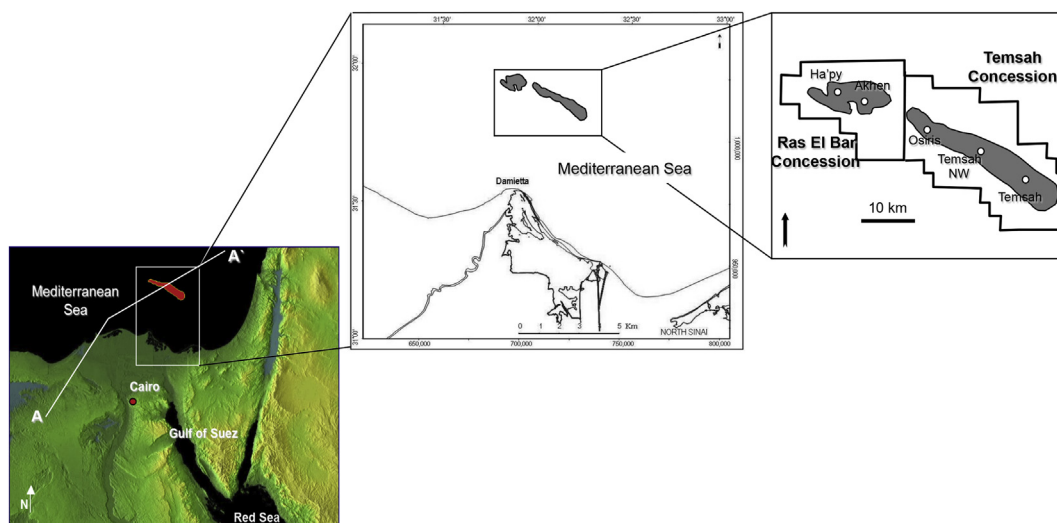 Mediterranean
Sea
A`
A
Cairo
Gulf of Suez
Red Sea
N
31°30'
32°00'
32°30'
33°00'
32°00'
31°30'
31°00'
1,000,000
950,000
Damietta
Mediterranean Sea
0 1 2 3 4 5 Km
NORTH SINAI
650,000
700,000
750,000
800,000
Temsah
Concession
Ha'py
Akhen
Ras El Bar
Concession
Osiris
Temsah
NW
Temsah
10 km